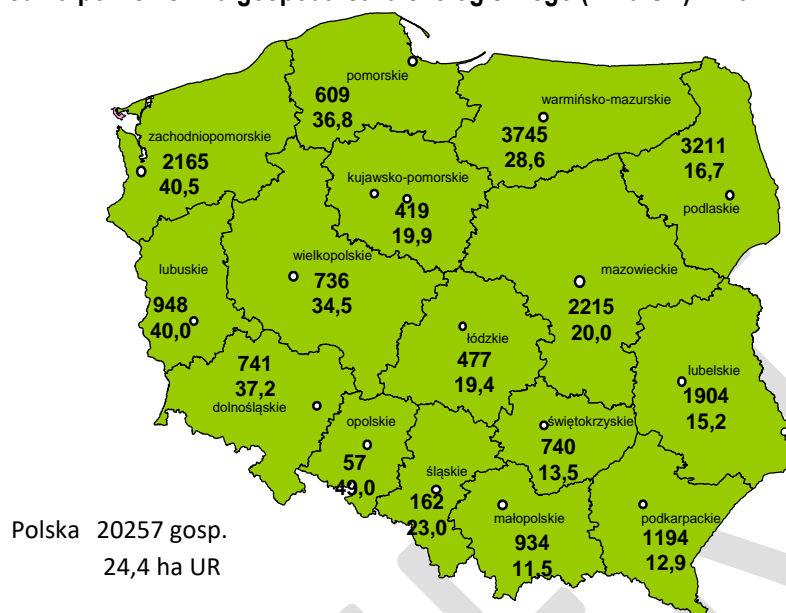 pomorskie
609
36,8
warmińsko-mazurskie
3745
28,6
3211
16,7
podlaskie
zachodniopomorskie
2165
40,5
kujawsko-pomorskie
419
19,9
wielkopolskie
736
34,5
mazowieckie
2215
20,0
lubuskie
948
40,0
łódzkie
477
19,4
lubelskie
1904
15,2
741
37,2
dolnośląskie
opolskie
57
49,0
śląskie
162
23,0
świętokrzyskie
740
13,5
małopolskie
934
11,5
podkarpackie
1194
12,9
Polska 20257 gosp.
24,4 ha UR